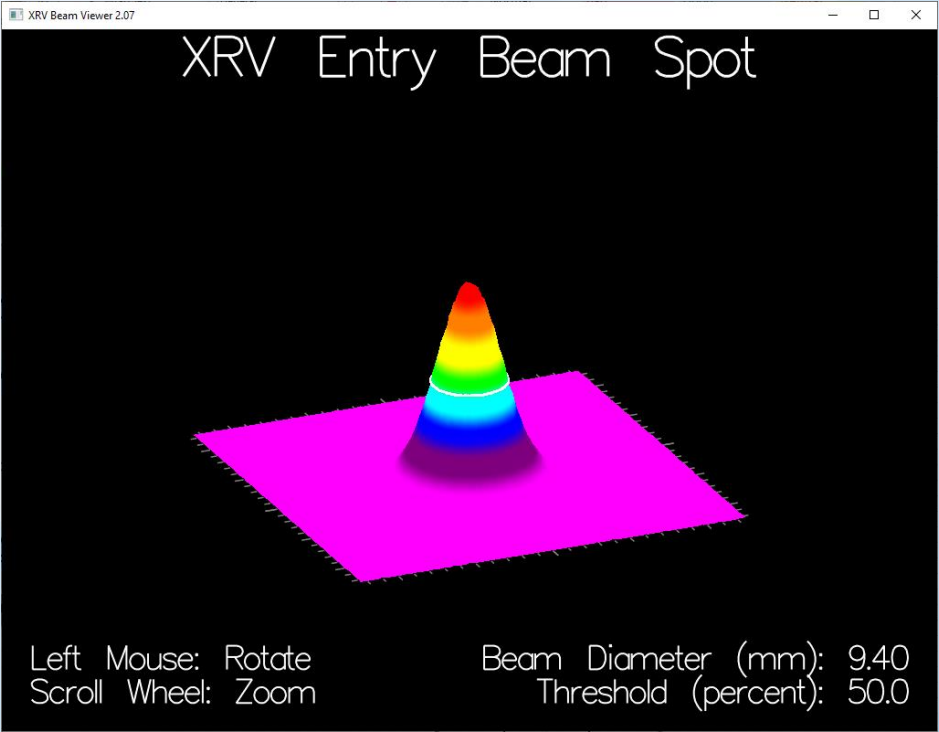 XRV Beam Viewer 2.07
XRV Entry Beam Spot
Left Mouse: Rotate
Scroll Wheel: Zoom
Beam Diameter (mm): 9.40
Threshold (percent): 50.0